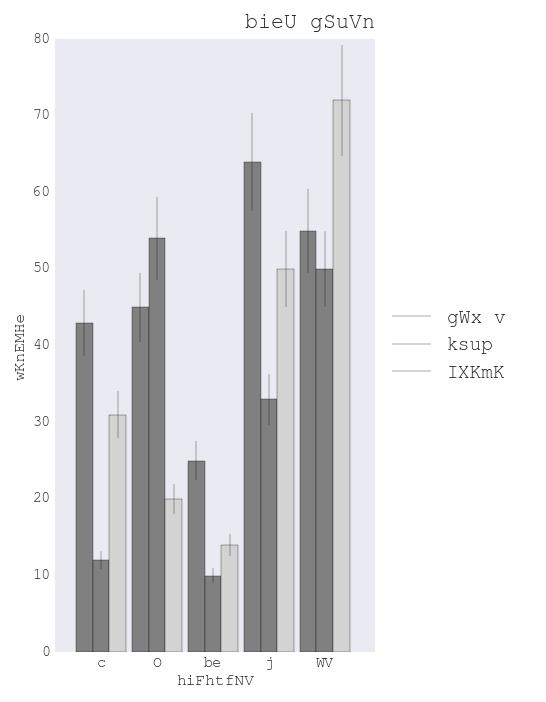 bieU gSuVn
80
70
60
50
40
30
20
10
0
wKnEMHe
c O be j WV
hiFhtfNV
gWx v
ksup
IXKmK